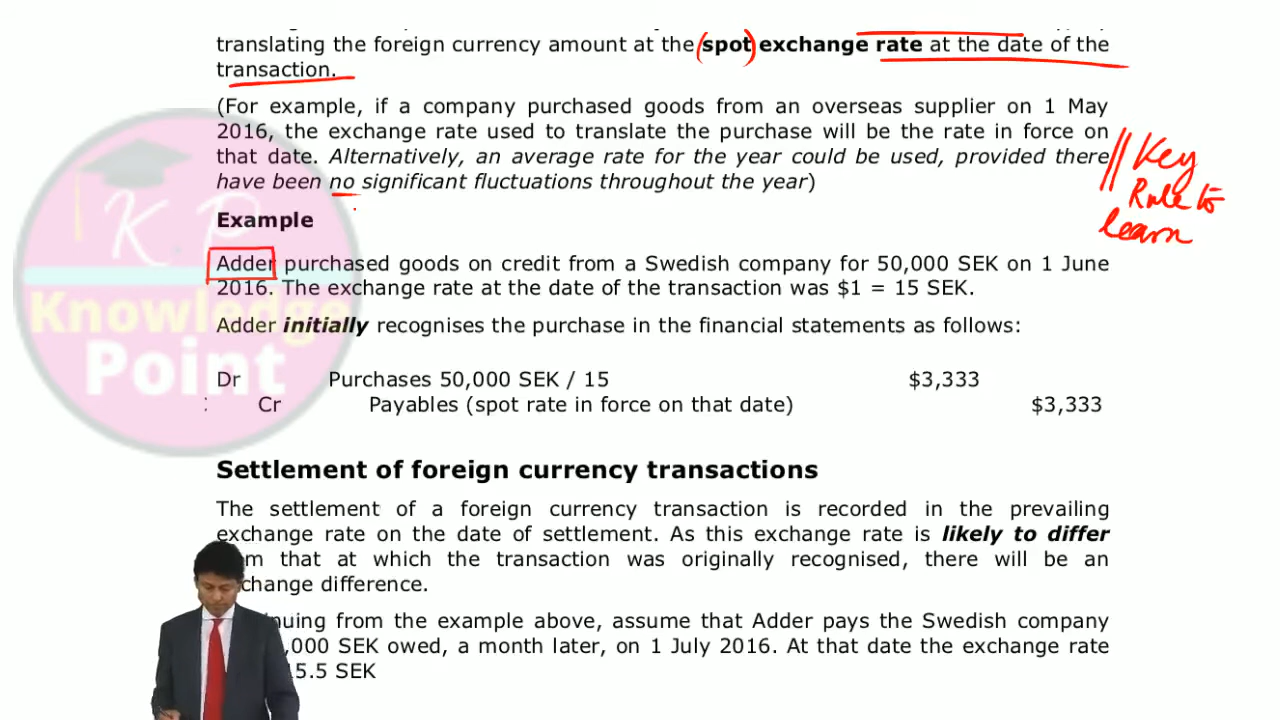 translating the foreign currency amount at the (spot) exchange rate at the date of the
transaction.
(For example, if a company purchased goods from an overseas supplier on 1 May
2016, the exchange rate used to translate the purchase will be the rate in force on
that date. Alternatively, an average rate for the year could be used, provided there
have been no significant fluctuations throughout the year)
Key
Rule to
learn
K.P
Knowledge
Point
Example
Adder purchased goods on credit from a Swedish company for 50,000 SEK on 1 June
2016. The exchange rate at the date of the transaction was $1 = 15 SEK.
Adder initially recognises the purchase in the financial statements as follows:
Dr Purchases 50,000 SEK / 15 $3,333
Cr Payables (spot rate in force on that date) $3,333
Settlement of foreign currency transactions
The settlement of a foreign currency transaction is recorded in the prevailing
exchange rate on the date of settlement. As this exchange rate is likely to differ
that at which the transaction was originally recognised, there will be an
change difference.
from the example above, assume that Adder pays the Swedish company
,000 SEK owed, a month later, on 1 July 2016. At that date the exchange rate
15.5 SEK